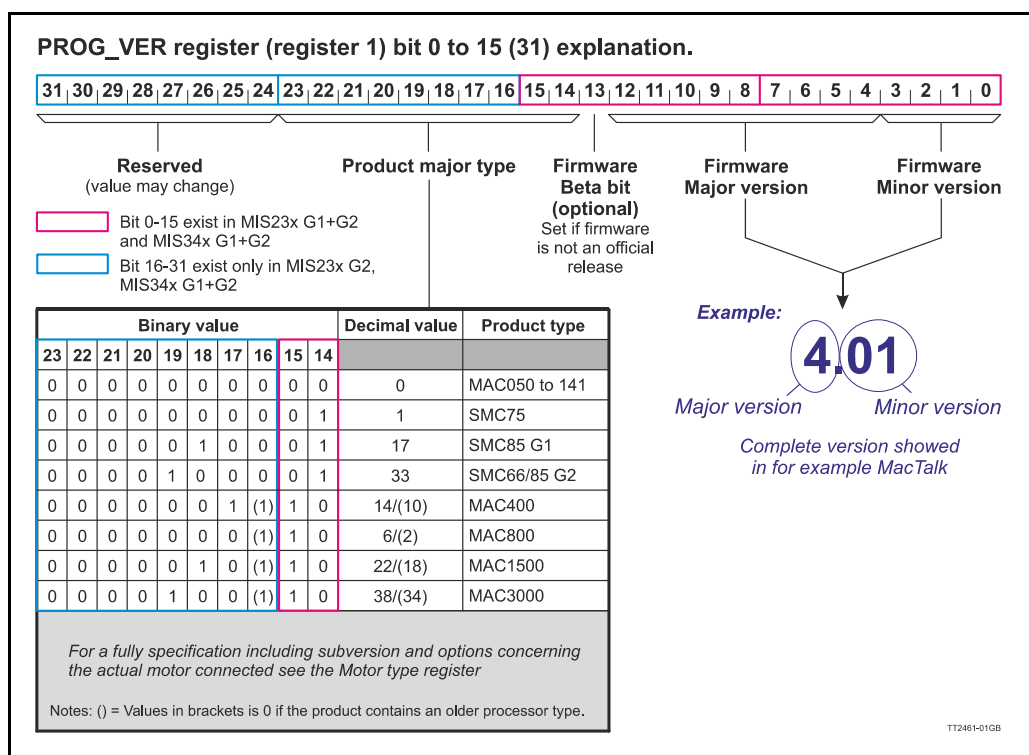 PROG_VER register (register 1) bit 0 to 15 (31) explanation.
31 30 29 28 27 26 25 24 23 22 21 20 19 18 17 16 15 14 13 12 11 10 9 8 7 6 5 4 3 2 1 0
Reserved
(value may change)
Product major type
Firmware
Beta bit
(optional)
Set if firmware
is not an official
release
Firmware
Major version
Firmware
Minor version
Bit 0-15 exist in MIS23x G1+G2
and MIS34x G1+G2
Bit 16-31 exist only in MIS23x G2,
MIS34x G1+G2
Binary value Decimal value Product type
23 22 21 20 19 18 17 16 15 14
0 0 0 0 0 0 0 0 0 0 0 MAC050 to 141
0 0 0 0 0 0 0 0 0 1 1 SMC75
0 0 0 0 0 1 0 0 0 1 17 SMC85 G1
0 0 0 0 1 0 0 0 0 1 33 SMC66/85 G2
0 0 0 0 0 0 1 (1) 1 0 14/(10) MAC400
0 0 0 0 0 0 0 (1) 1 0 6/(2) MAC800
0 0 0 0 0 1 0 (1) 1 0 22/(18) MAC1500
0 0 0 0 1 0 0 (1) 1 0 38/(34) MAC3000
For a fully specification including subversion and options concerning
the actual motor connected see the Motor type register
Notes: () = Values in brackets is 0 if the product contains an older processor type.
Example:
4.01
Major version
Minor version
Complete version showed
in for example MacTalk
TT2461-01GB